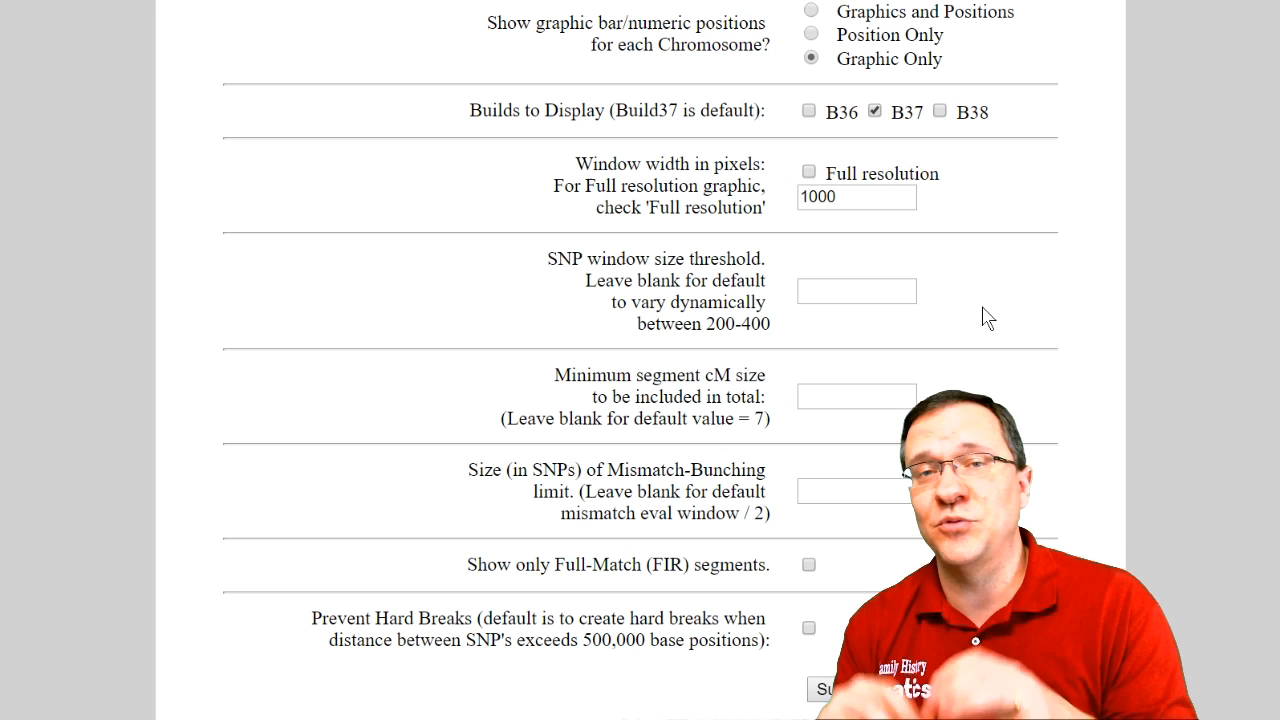 Show graphic bar/numeric positions
for each Chromosome?
Graphics and Positions
Position Only
Graphic Only
Builds to Display (Build37 is default):
B36 B37 B38
Window width in pixels:
For Full resolution graphic,
check 'Full resolution'
Full resolution
1000
SNP window size threshold.
Leave blank for default
to vary dynamically
between 200-400
Minimum segment cM size
to be included in total:
(Leave blank for default value = 7)
Size (in SNPs) of Mismatch-Bunching
limit. (Leave blank for default
mismatch eval window / 2)
Show only Full-Match (FIR) segments.
Prevent Hard Breaks (default is to create hard breaks when
distance between SNP's exceeds 500,000 base positions):